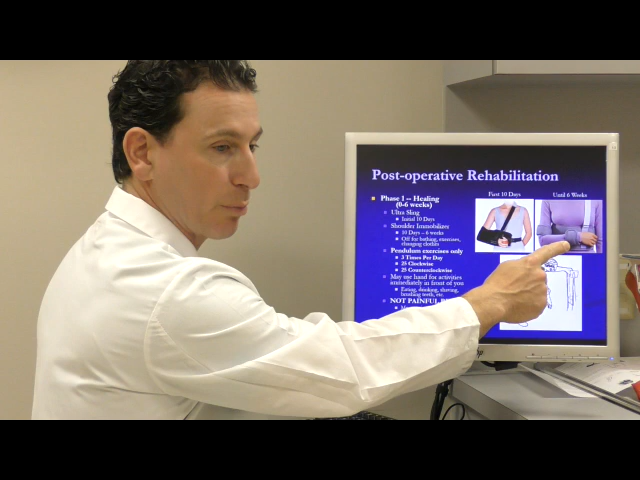 Post-operative Rehabilitation
Phase 1 -- Healing
(0-6 weeks)
Ultra Sling
Initial 10 Days
Shoulder Immobilizer
10 Days – 6 weeks
Off for bathing, exercises,
changing clothes
Pendulum exercises only
3 Times Per Day
25 Clockwise
25 Counterclockwise
May use hand for activities
immediately in front of you
Eating, drinking, shaving,
brushing teeth, etc.
NOT PAINFUL
First 10 Days
Until 6 Weeks